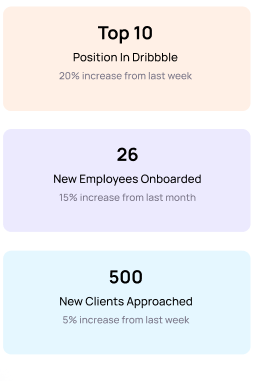 Top 10
Position In Dribbble
20% increase from last week
26
New Employees Onboarded
15% increase from last month
500
New Clients Approached
5% increase from last week